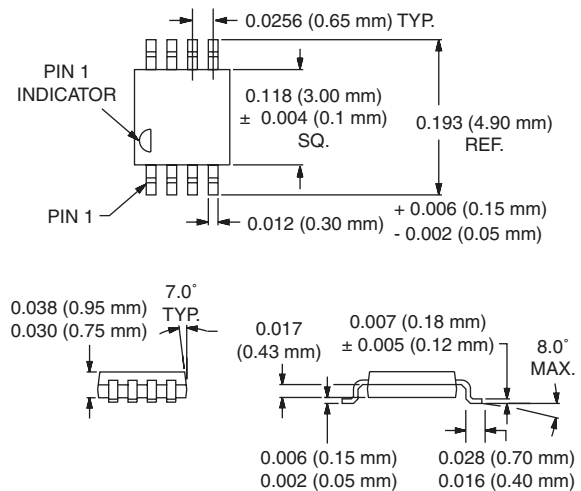 0.0256 (0.65 mm) TYP.
PIN 1
INDICATOR
0.118 (3.00 mm)
± 0.004 (0.1 mm)
SQ.
0.193 (4.90 mm)
REF.
PIN 1
0.012 (0.30 mm)
+ 0.006 (0.15 mm)
- 0.002 (0.05 mm)
0.038 (0.95 mm)
0.030 (0.75 mm)
7.0°
TYP.
0.017
(0.43 mm)
0.007 (0.18 mm)
± 0.005 (0.12 mm)
8.0°
MAX.
0.006 (0.15 mm)
0.002 (0.05 mm)
0.028 (0.70 mm)
0.016 (0.40 mm)